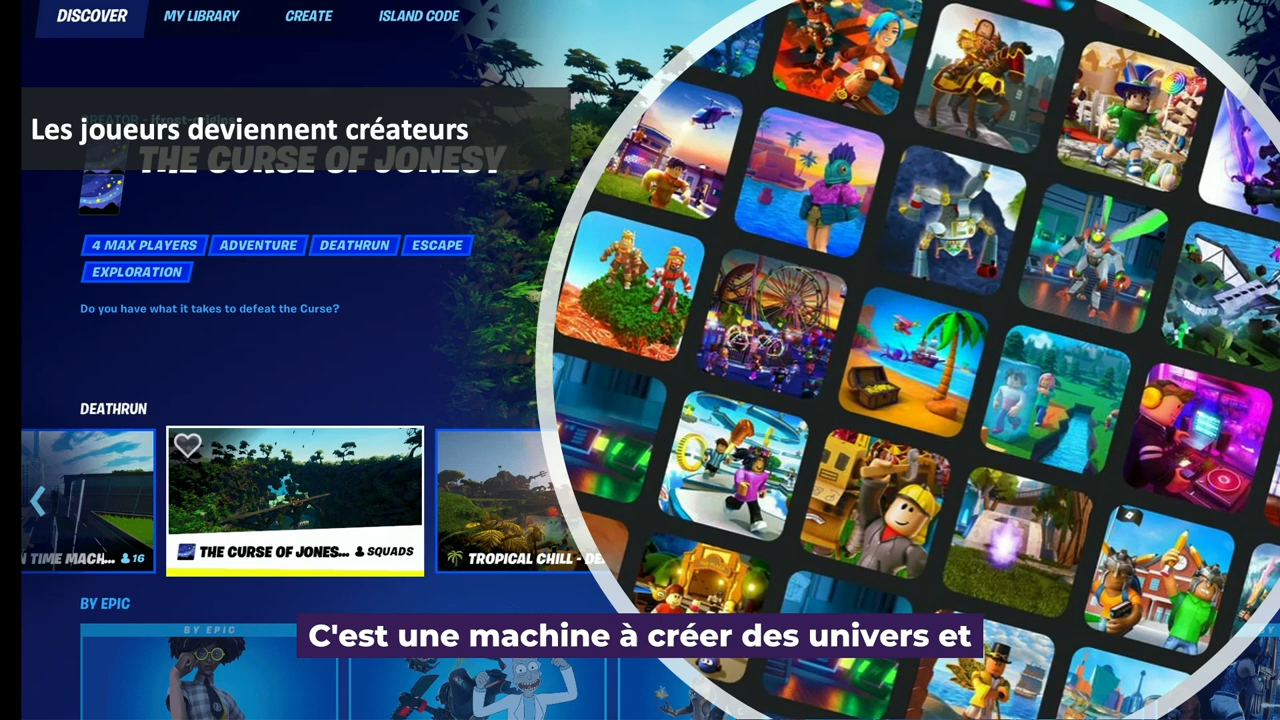 DISCOVER
MY LIBRARY
CREATE
ISLAND CODE
Les joueurs deviennent créateurs
THE CURSE OF JONESY
4 MAX PLAYERS
ADVENTURE
DEATHRUN
ESCAPE
EXPLORATION
Do you have what it takes to defeat the Curse?
DEATHRUN
TIME MACH...
16
THE CURSE OF JONES...
SQUADS
TROPICAL CHILL -
BY EPIC
BY EPIC
C'est une machine à créer des univers et